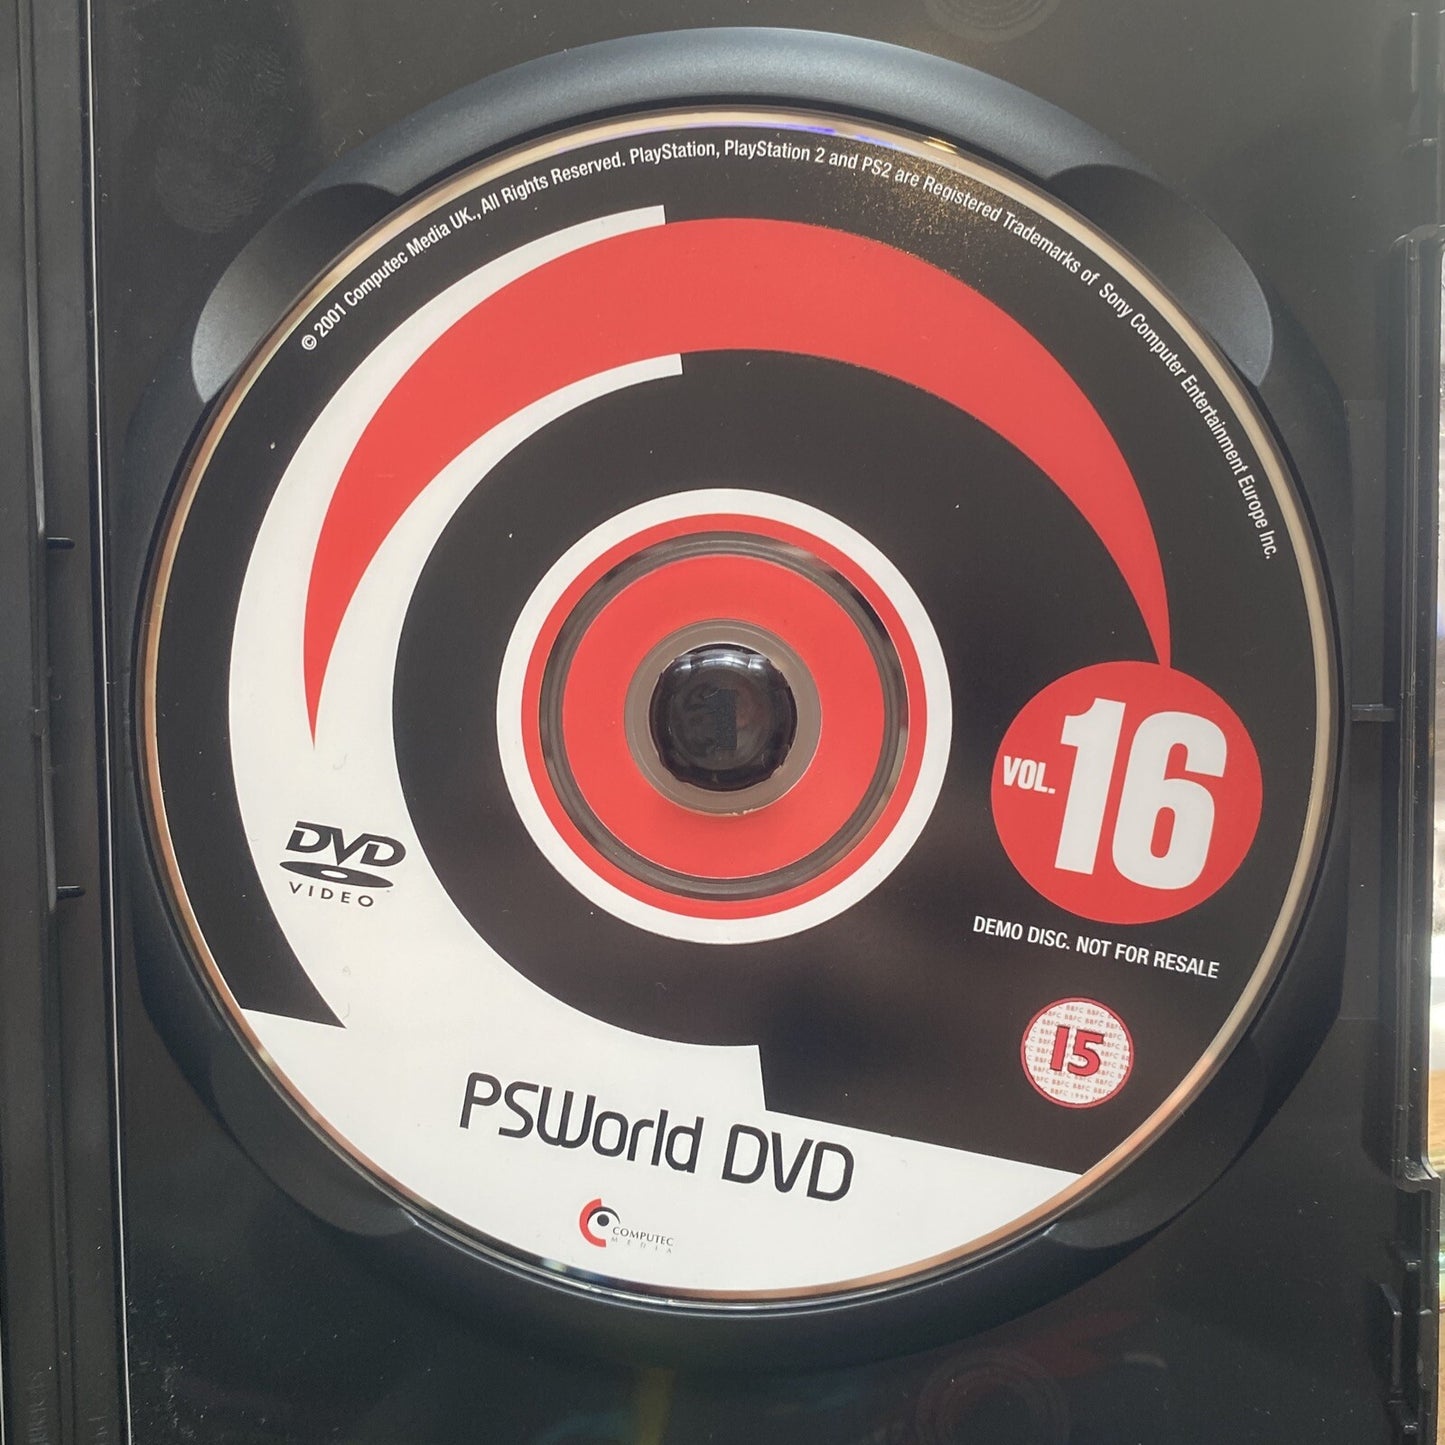 © 2001 Computec Media UK., All Rights Reserved. PlayStation, PlayStation 2 and PS2 are Registered Trademarks of Sony Computer Entertainment Europe Inc.
VOL. 16
DVD
VIDEO
DEMO DISC. NOT FOR RESALE
15
PSWorld DVD
COMPUTEC
MEDIA